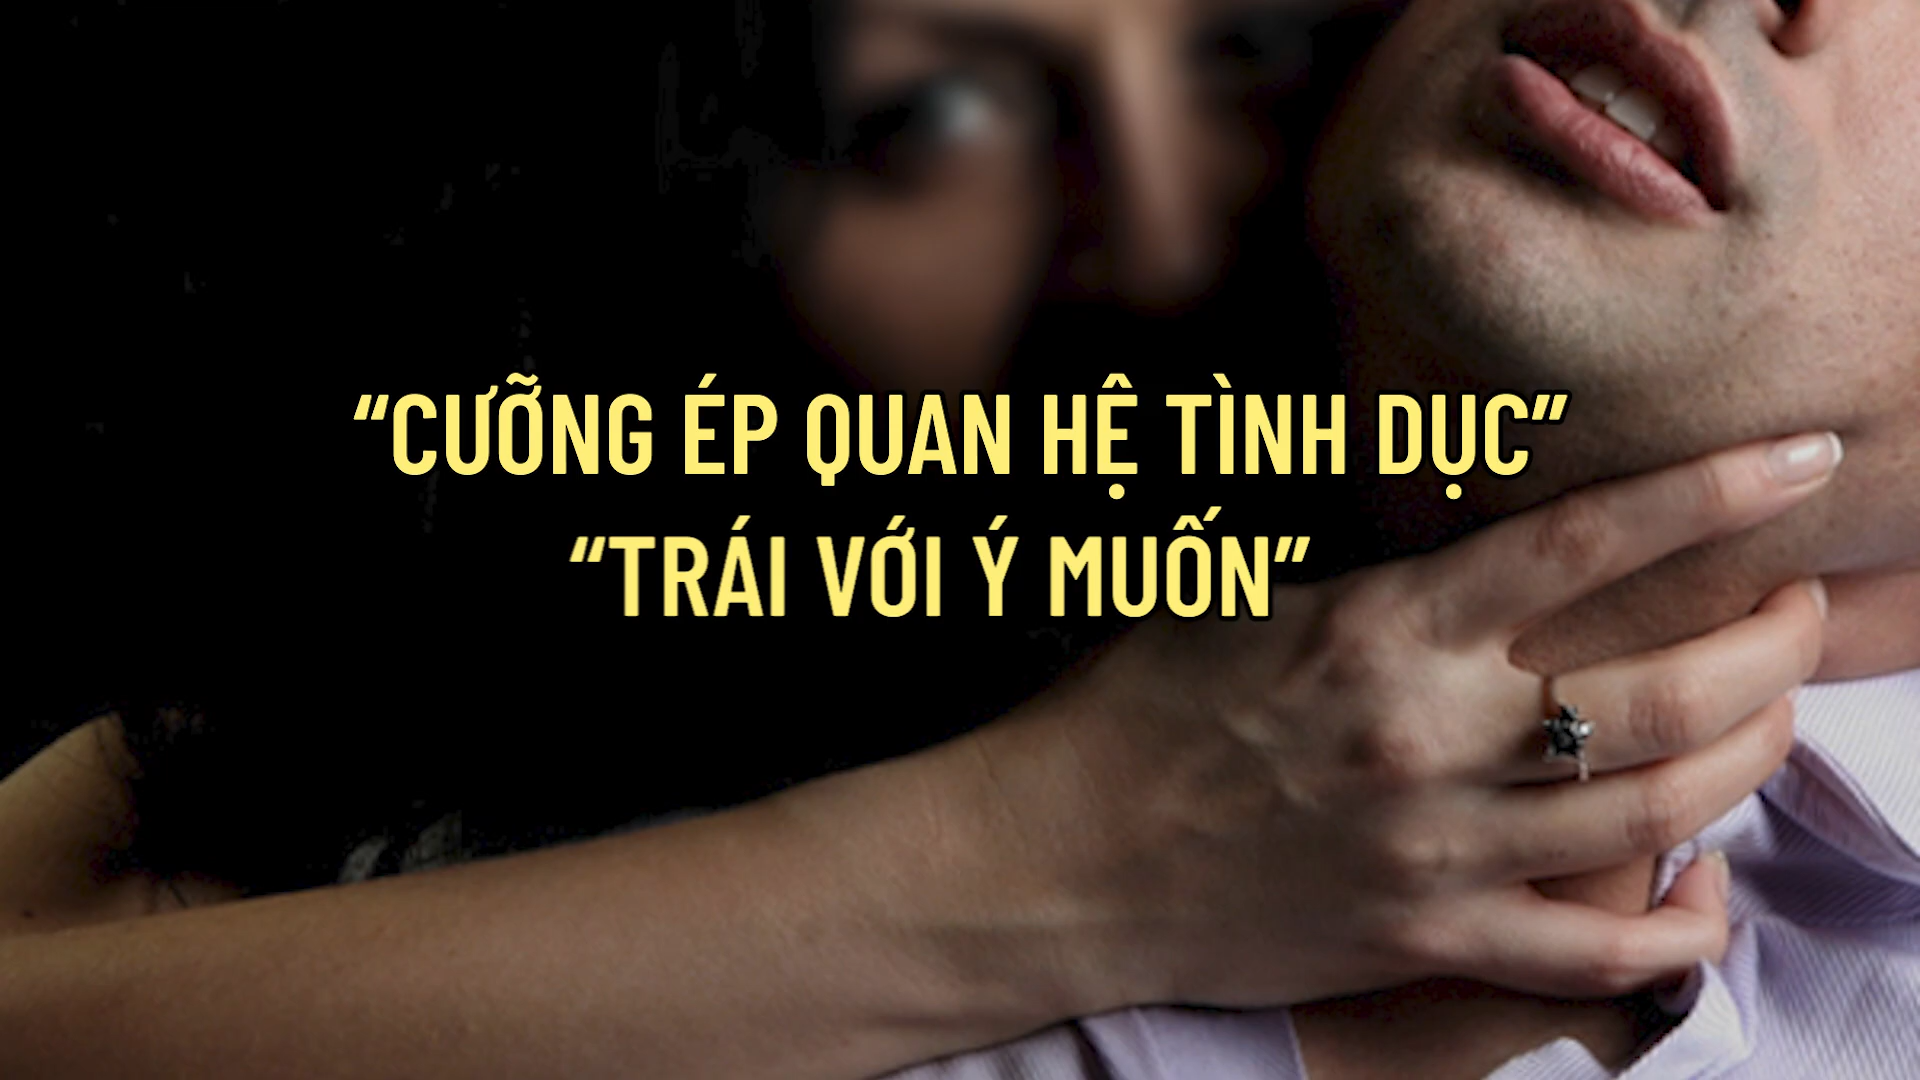 “CƯỠNG ÉP QUAN HỆ TÌNH DỤC”
“TRÁI VỚI Ý MUỐN”